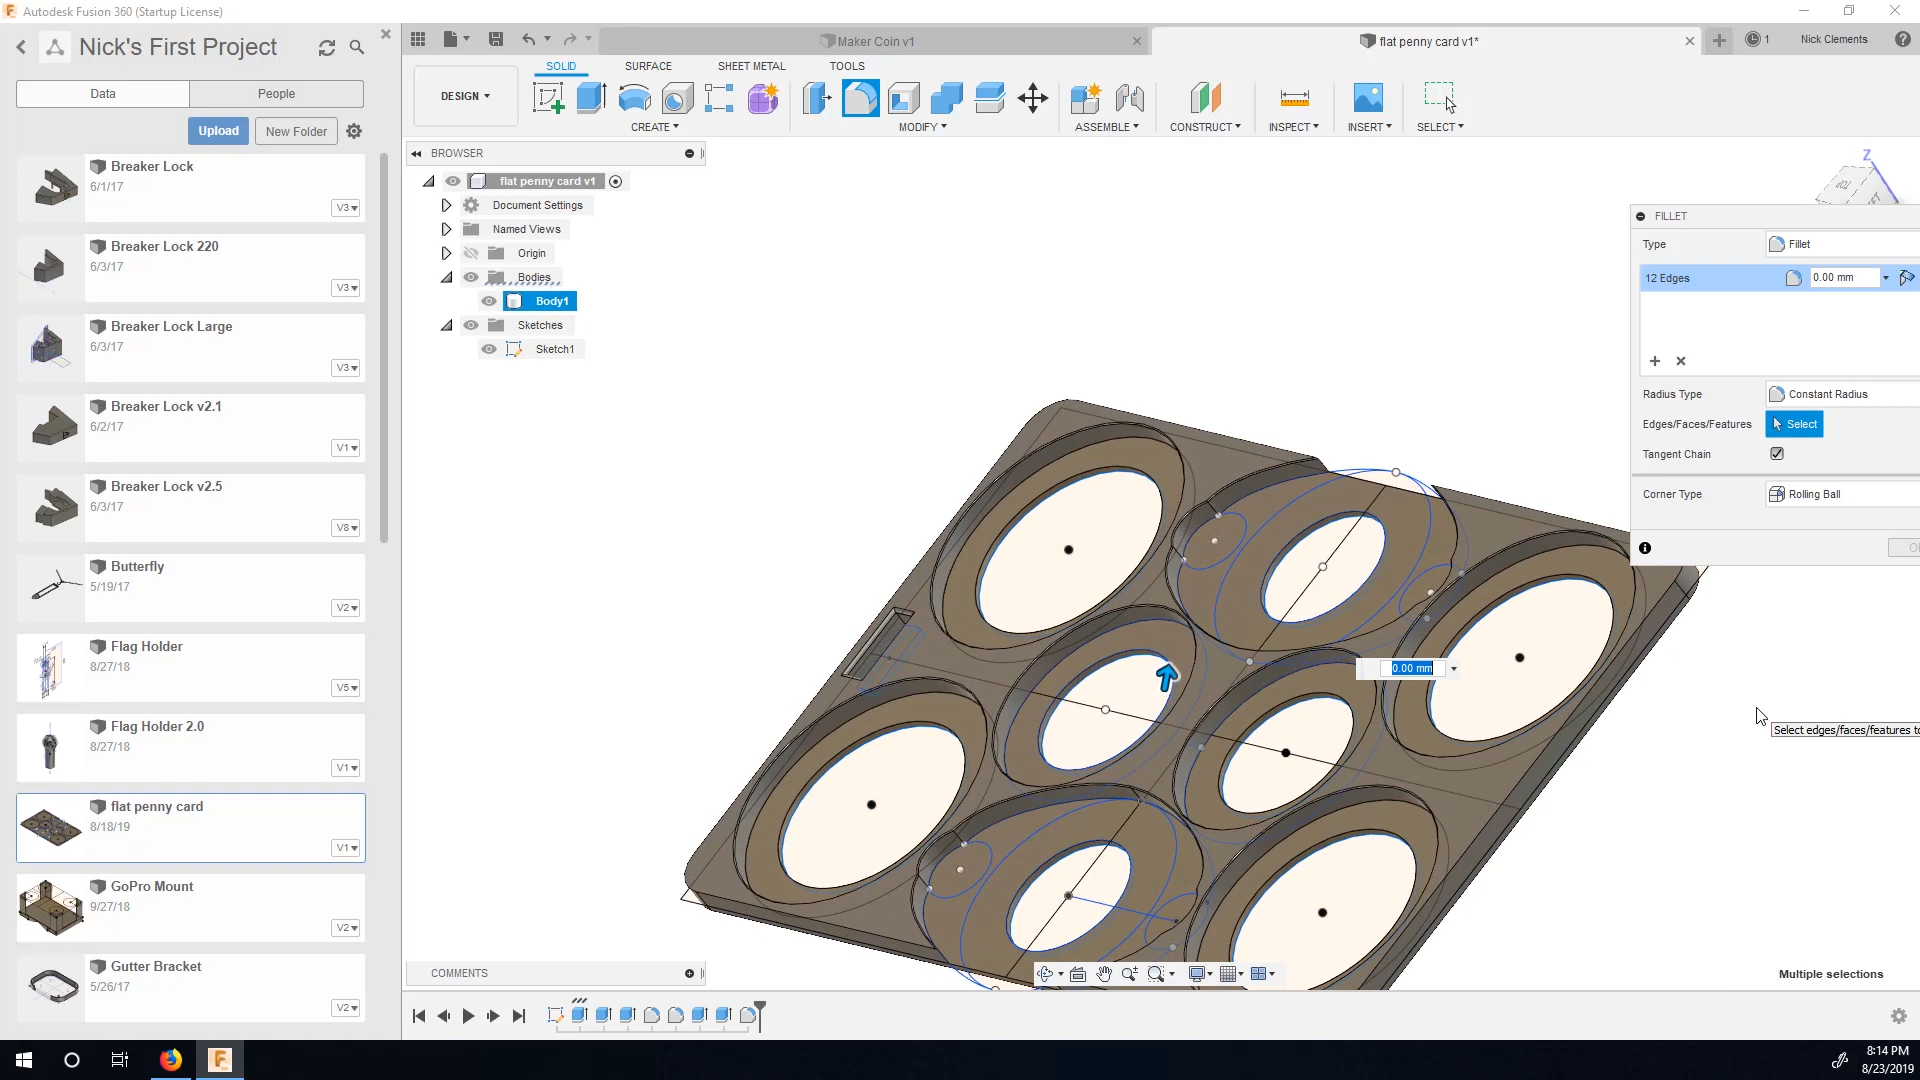 Autodesk Fusion 360 (Startup License)
Nick's First Project
Data
People
Upload
New Folder
Breaker Lock
6/1/17
V3
Breaker Lock 220
6/3/17
V3
Breaker Lock Large
6/3/17
V3
Breaker Lock v2.1
6/2/17
V1
Breaker Lock v2.5
6/3/17
V8
Butterfly
5/19/17
V2
Flag Holder
8/27/18
V5
Flag Holder 2.0
8/27/18
V1
flat penny card
8/18/19
V1
GoPro Mount
9/27/18
V2
Gutter Bracket
5/26/17
V2
Maker Coin v1
flat penny card v1*
1
Nick Clements
DESIGN
SOLID
SURFACE
SHEET METAL
TOOLS
CREATE
MODIFY
ASSEMBLE
CONSTRUCT
INSPECT
INSERT
SELECT
BROWSER
flat penny card v1
Document Settings
Named Views
Origin
Bodies
Body1
Sketches
Sketch1
Z
TOP
FILLET
Type
Fillet
12 Edges
0.00 mm
Radius Type
Constant Radius
Edges/Faces/Features
Select
Tangent Chain
Corner Type
Rolling Ball
0.00 mm
Select edges/faces/features to
COMMENTS
Multiple selections
8:14 PM
8/23/2019